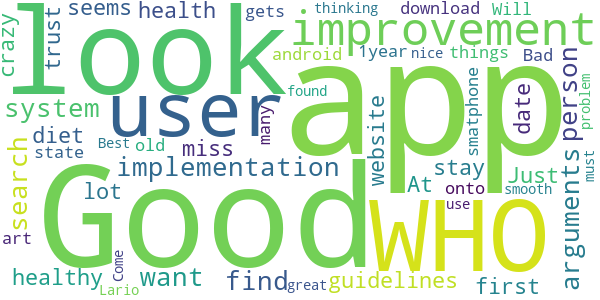 crazy seems health gets thinking download Will
trust look improvement
android 1year nice things Bad
system user found app smatphone date person problem
diet state Best old miss many website
search implementation At stay Just arguments must
lot Good WHO onto smooth
art use
healthy want find guidelines first
Come Lario great